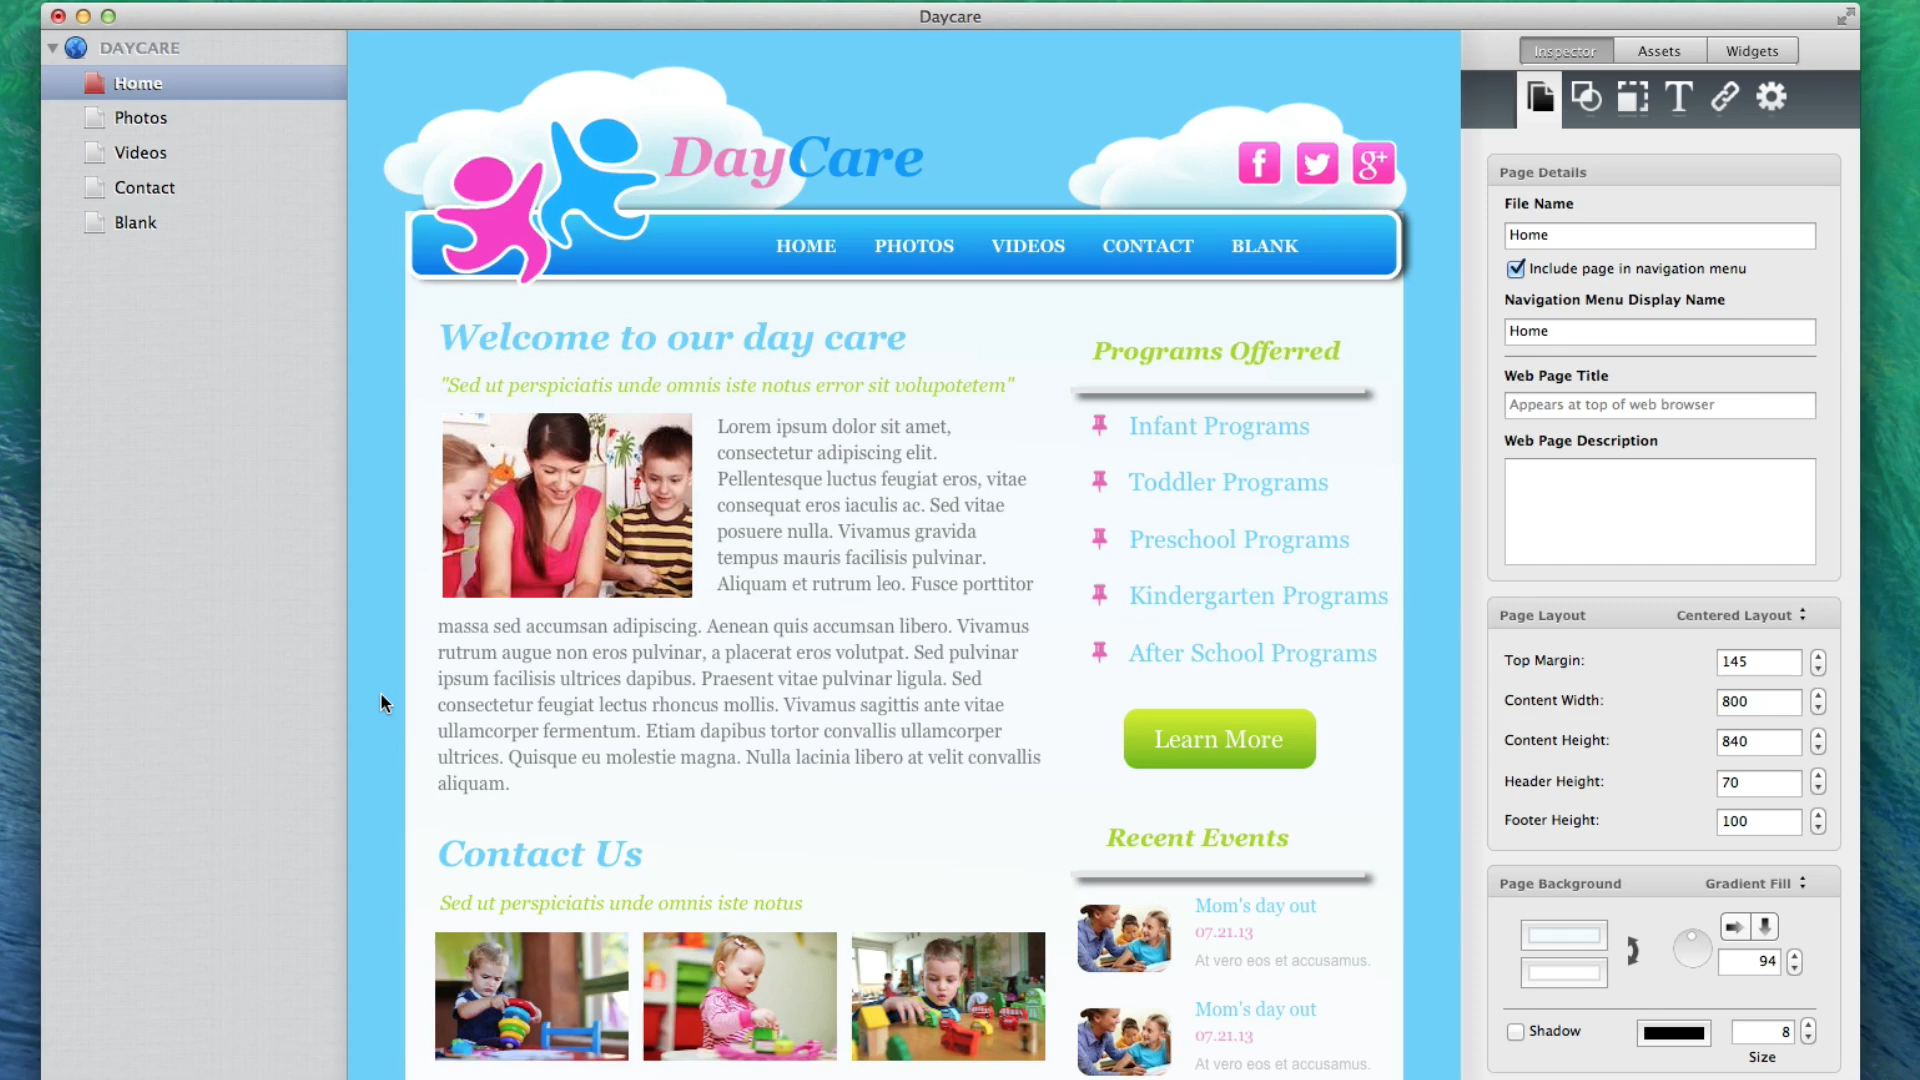 Daycare
DAYCARE
Home
Photos
Videos
Contact
Blank
DayCare
f
g+
HOME PHOTOS VIDEOS CONTACT BLANK
Welcome to our day care
"Sed ut perspiciatis unde omnis iste notus error sit volupotetem"
Lorem ipsum dolor sit amet,
consectetur adipiscing elit.
Pellentesque luctus feugiat eros, vitae
consequat eros iaculis ac. Sed vitae
posuere nulla. Vivamus gravida
tempus mauris facilisis pulvinar.
Aliquam et rutrum leo. Fusce porttitor
massa sed accumsan adipiscing. Aenean quis accumsan libero. Vivamus
rutrum augue non eros pulvinar, a placerat eros volutpat. Sed pulvinar
ipsum facilisis ultrices dapibus. Praesent vitae pulvinar ligula. Sed
consectetur feugiat lectus rhoncus mollis. Vivamus sagittis ante vitae
ullamcorper fermentum. Etiam dapibus tortor convallis ullamcorper
ultrices. Quisque eu molestie magna. Nulla lacinia libero at velit convallis
aliquam.
Contact Us
Sed ut perspiciatis unde omnis iste notus
Programs Offerred
Infant Programs
Toddler Programs
Preschool Programs
Kindergarten Programs
After School Programs
Learn More
Recent Events
Mom's day out
07.21.13
At vero eos et accusamus.
Mom's day out
07.21.13
At vero eos et accusamus.
Inspector Assets Widgets
T
Page Details
File Name
Home
Include page in navigation menu
Navigation Menu Display Name
Home
Web Page Title
Appears at top of web browser
Web Page Description
Page Layout Centered Layout
Top Margin: 145
Content Width: 800
Content Height: 840
Header Height: 70
Footer Height: 100
Page Background Gradient Fill
94
Shadow 8
Size